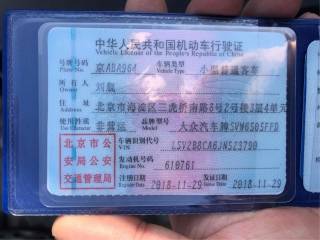 中华人民共和国机动车行驶证
Vehicle License of the People's Republic of China
号牌号码 京ABA964 车辆类型 小型普通客车
Plate No. Vehicle Type
所有人 刘
Owner
住 址 北京市海淀区三虎桥南路8号2号楼3层4单元
Address
使用性质 非营运 品牌型号 大众汽车牌SVW6505FFD
Use Character Model
北京市公安局公安交通管理局
车辆识别代号
VIN
发动机号码 610761
Engine No.
注册日期 2018-11-29 发证日期 2018-11-29
Register Date Issue Date